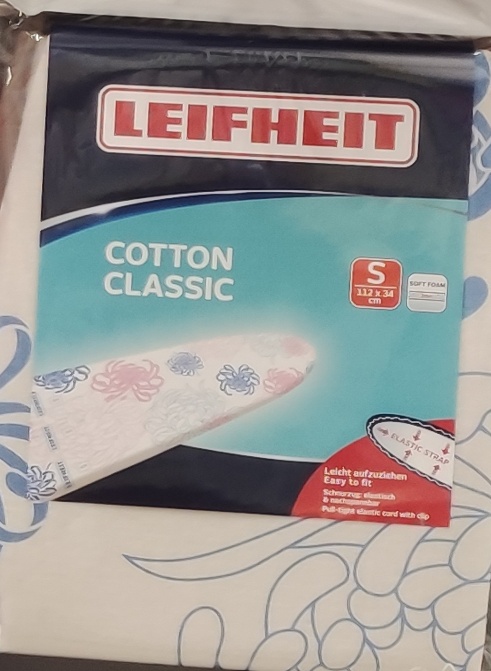 LEIFHEIT
COTTON
CLASSIC
S
112 x 34
cm
SOFT FOAM
ELASTIC STRAP
Leicht aufzuziehen
Easy to fit
Schnurzug: elastisch
& nachspannbar
Pull-tight elastic cord with clip